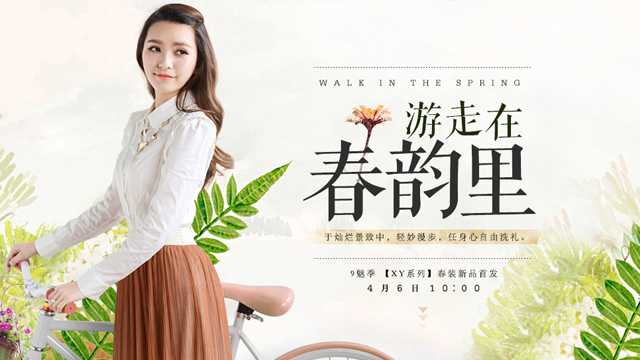 WALK IN THE SPRING
游走在
春韵里
于灿烂景致中，轻妙漫步、任身心自由洗礼。
9魅季 【XY系列】春装新品首发
4月6日 10:00